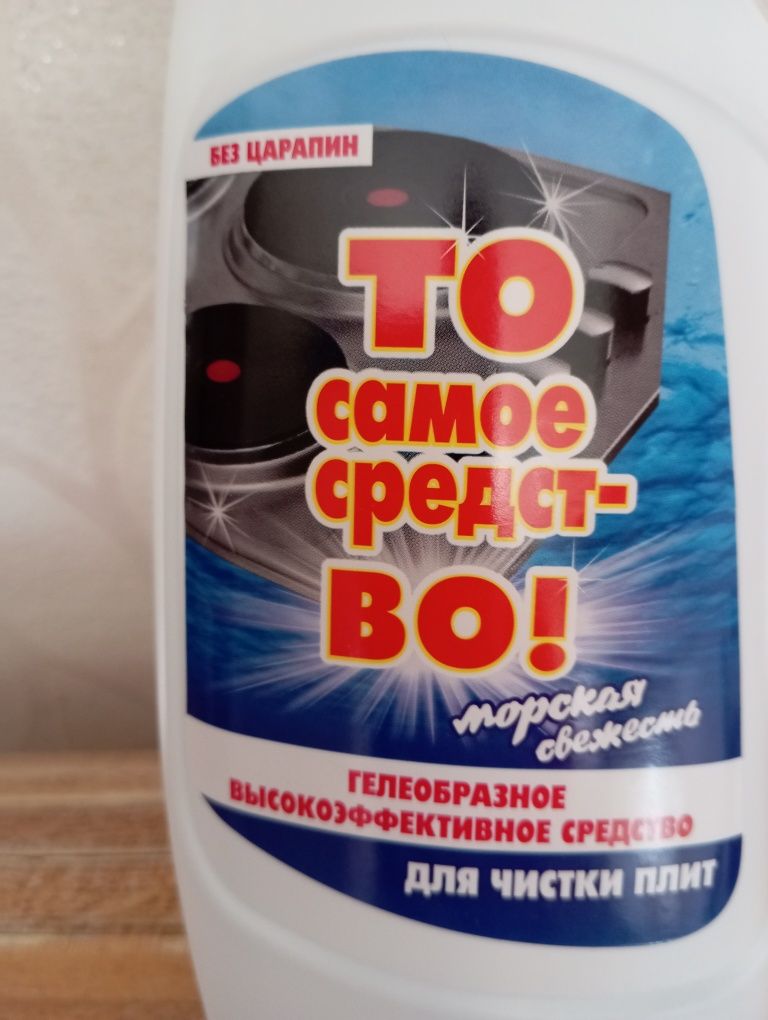 БЕЗ ЦАРАПИН
ТО
самое
средст-
ВО!
морская
свежесть
ГЕЛЕОБРАЗНОЕ
ВЫСОКОЭФФЕКТИВНОЕ СРЕДСТВО
ДЛЯ ЧИСТКИ ПЛИТ